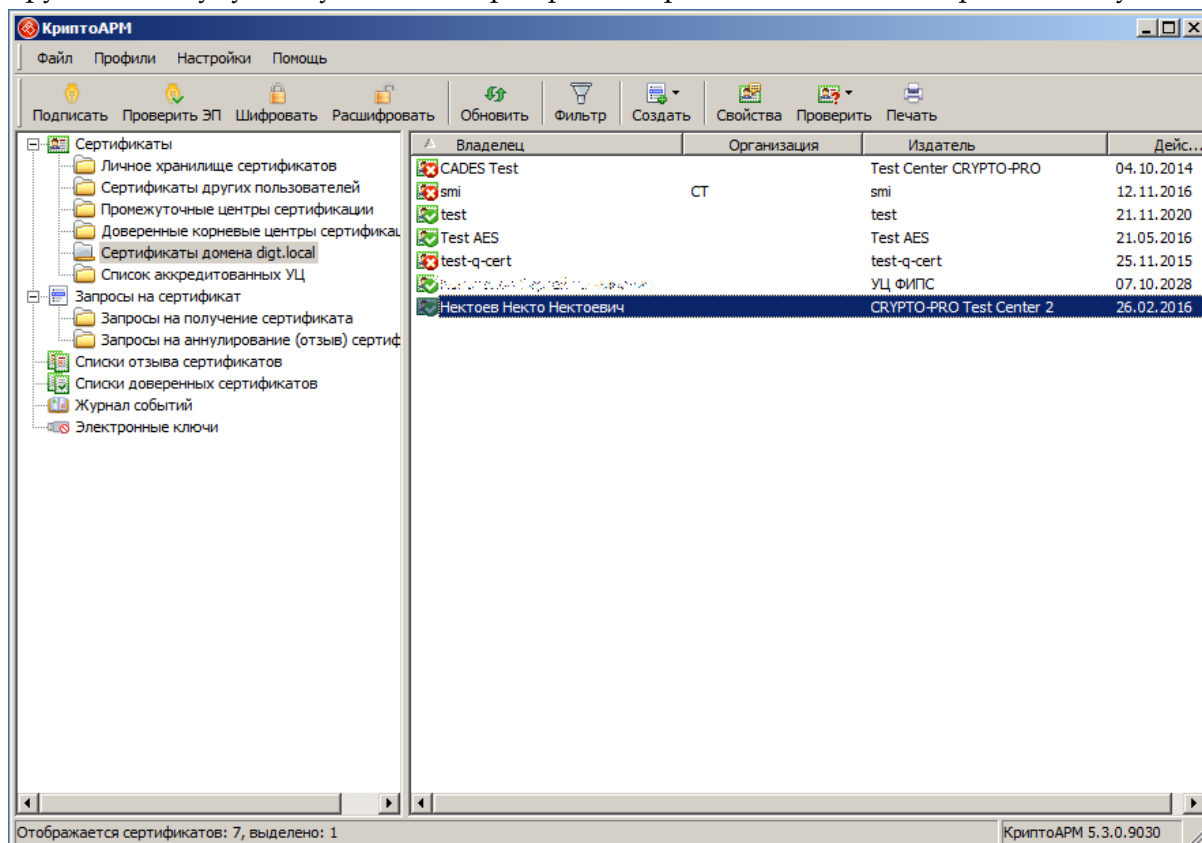 КриптоАРМ
Файл Профили Настройки Помощь
Подписать Проверить ЭП Шифровать Расшифровать Обновить Фильтр Создать Свойства Проверить Печать
Сертификаты
Личное хранилище сертификатов
Сертификаты других пользователей
Промежуточные центры сертификации
Доверенные корневые центры сертификац
Сертификаты домена digt.local
Список аккредитованных УЦ
Запросы на сертификат
Запросы на получение сертификата
Запросы на аннулирование (отзыв) сертиф
Списки отзыва сертификатов
Списки доверенных сертификатов
Журнал событий
Электронные ключи
Владелец Организация Издатель Дейс...
CADES Test Test Center CRYPTO-PRO 04.10.2014
smi СТ smi 12.11.2016
test test 21.11.2020
Test AES Test AES 21.05.2016
test-q-cert test-q-cert 25.11.2015
УЦ ФИПС 07.10.2028
Нектоев Некто Нектоевич CRYPTO-PRO Test Center 2 26.02.2016
Отображается сертификатов: 7, выделено: 1
КриптоАРМ 5.3.0.9030